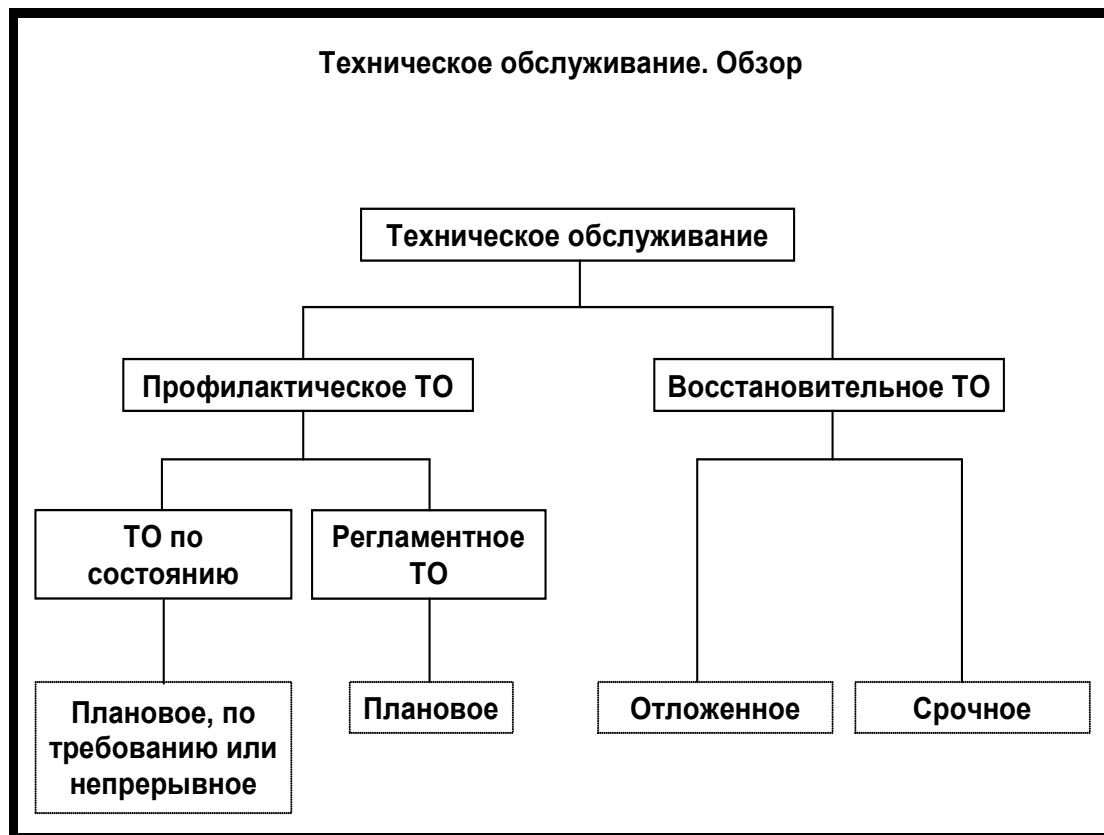 Техническое обслуживание. Обзор
Техническое обслуживание
Профилактическое ТО
Восстановительное ТО
ТО по
состоянию
Регламентное
ТО
Плановое, по
требованию или
непрерывное
Плановое
Отложенное
Срочное